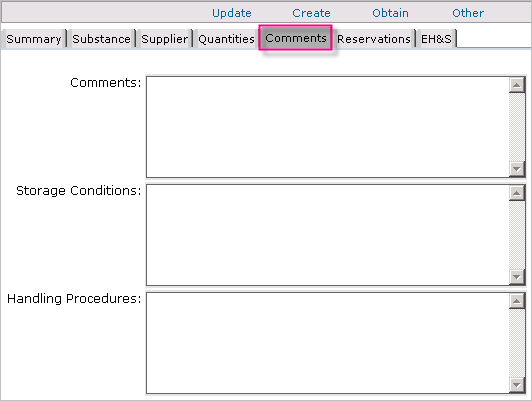 Update Create Obtain Other
Summary Substance Supplier Quantities Comments Reservations EH&S
Comments:
Storage Conditions:
Handling Procedures: